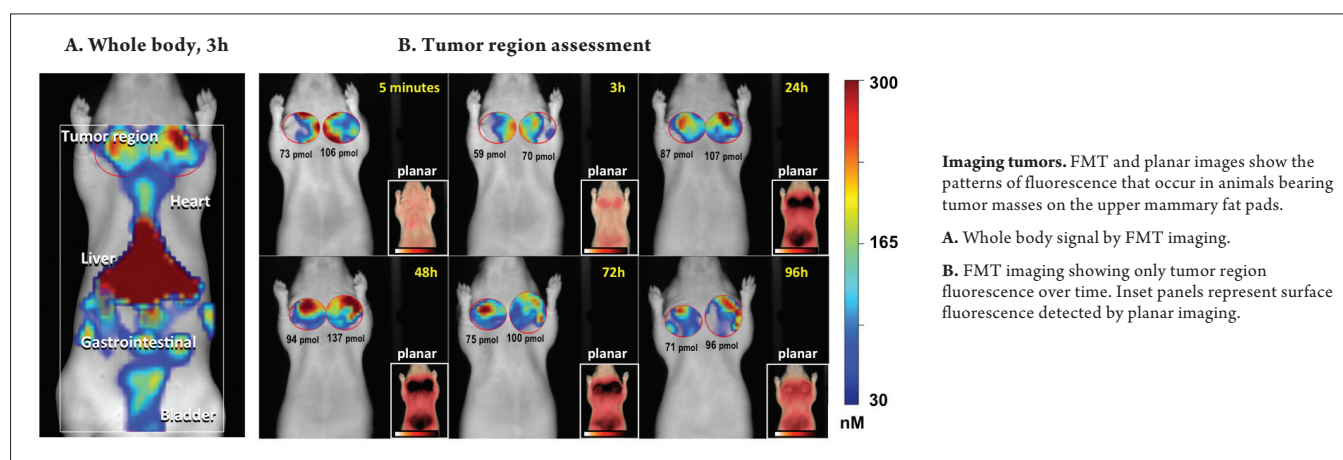 A. Whole body, 3h
B. Tumor region assessment
Tumor region
Heart
Liver
Gastrointestinal
Bladder
5 minutes
73 pmol
106 pmol
planar
3h
59 pmol
70 pmol
planar
24h
87 pmol
107 pmol
planar
48h
94 pmol
137 pmol
planar
72h
75 pmol
100 pmol
planar
96h
71 pmol
96 pmol
planar
300
165
30
nM
Imaging tumors. FMT and planar images show the
patterns of fluorescence that occur in animals bearing
tumor masses on the upper mammary fat pads.
A. Whole body signal by FMT imaging.
B. FMT imaging showing only tumor region
fluorescence over time. Inset panels represent surface
fluorescence detected by planar imaging.